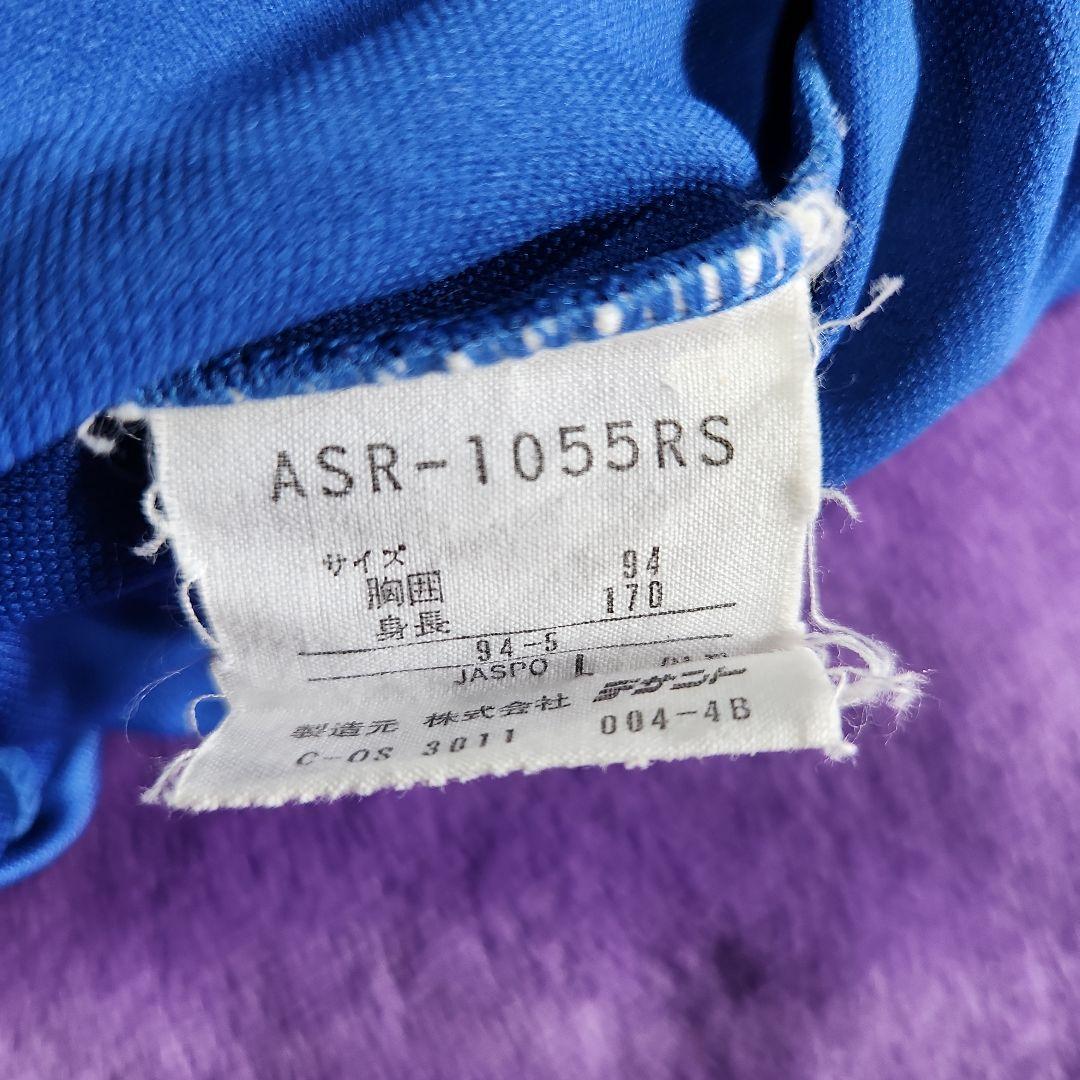 ASR-1055RS
サイズ
胸囲 94
身長 170
94-5
JASPO L
製造元 株式会社 デサント
C-OS 3011 004-4B